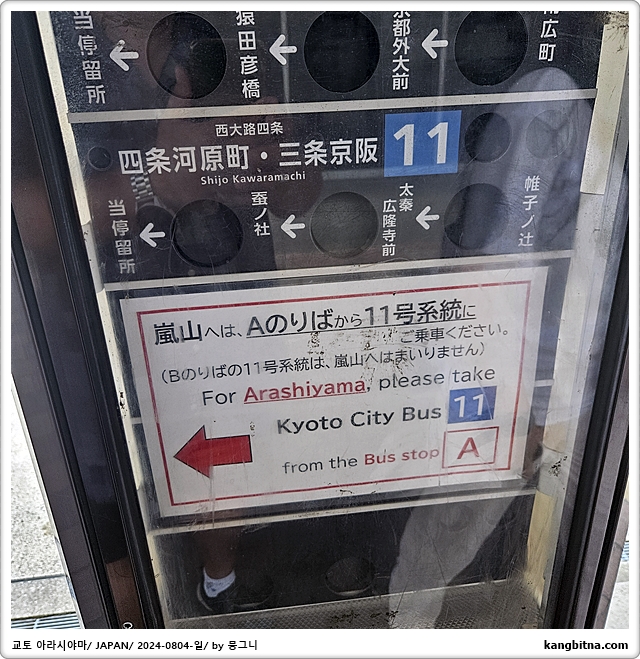 当停留所
猿田彦橋
京都外大前
西大路四条
四条河原町・三条京阪 11
Shijo Kawaramachi
当停留所
蚕ノ社
太秦広隆寺前
帷子ノ辻
嵐山へは、Aのりばから11号系統に
ご乗車ください。
（Bのりばの11号系統は、嵐山へはまいりません）
For Arashiyama, please take
Kyoto City Bus 11
from the Bus stop A
교토 아라시야마/ JAPAN/ 2024-0804-일/ by 뭉그니
kangbitna.com